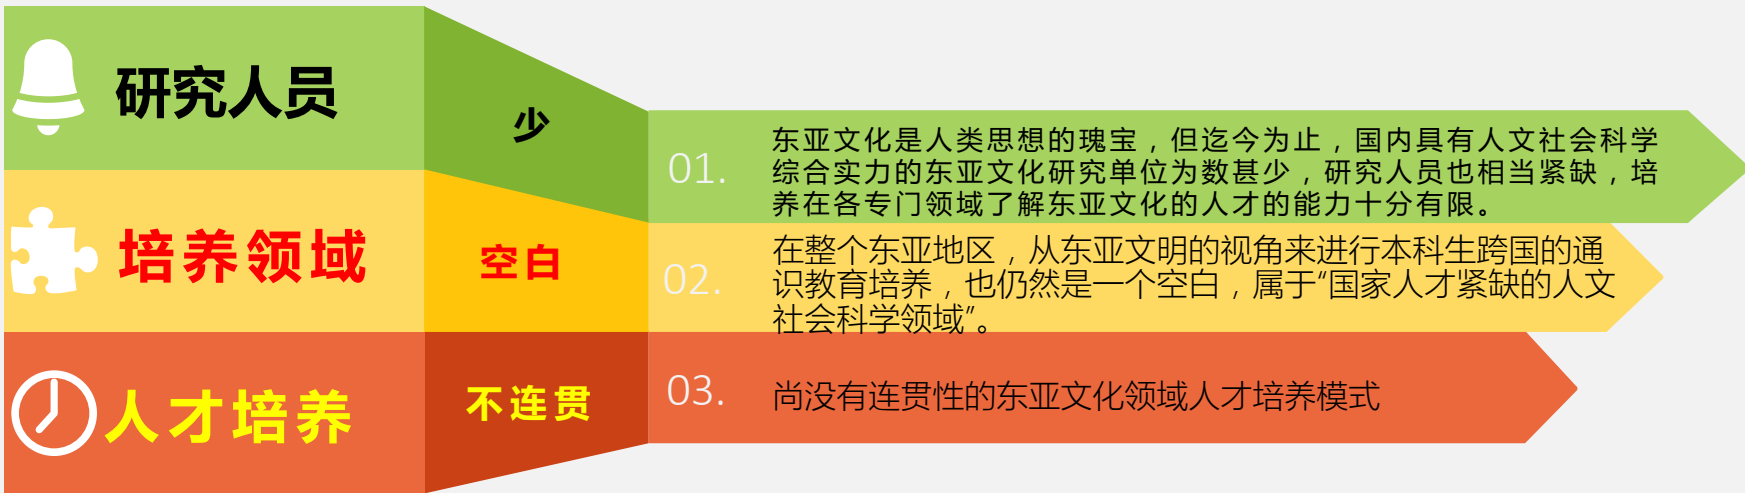 研究人员
少
01.
东亚文化是人类思想的瑰宝，但迄今为止，国内具有人文社会科学
综合实力的东亚文化研究单位为数甚少，研究人员也相当紧缺，培
养在各专门领域了解东亚文化的人才的能力十分有限。
培养领域
空白
02.
在整个东亚地区，从东亚文明的视角来进行本科生跨国的通
识教育培养，也仍然是一个空白，属于“国家人才紧缺的人文
社会科学领域”。
人才培养
不连贯
03.
尚没有连贯性的东亚文化领域人才培养模式